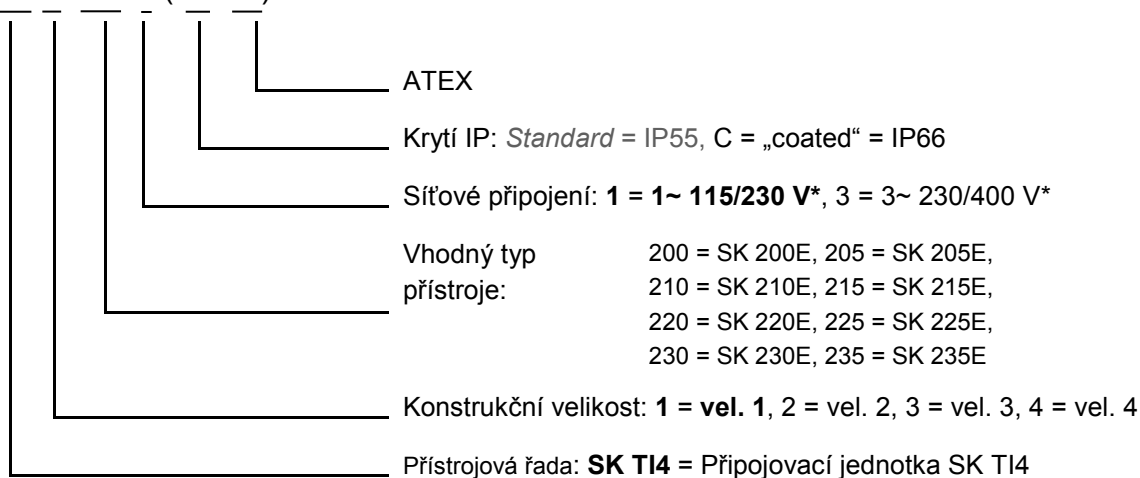 ATEX
Krytí IP: Standard = IP55, C = „coated“ = IP66
Síťové připojení: 1 = 1~ 115/230 V*, 3 = 3~ 230/400 V*
Vhodný typ přístroje:
200 = SK 200E, 205 = SK 205E,
210 = SK 210E, 215 = SK 215E,
220 = SK 220E, 225 = SK 225E,
230 = SK 230E, 235 = SK 235E
Konstrukční velikost: 1 = vel. 1, 2 = vel. 2, 3 = vel. 3, 4 = vel. 4
Přístrojová řada: SK TI4 = Připojovací jednotka SK TI4